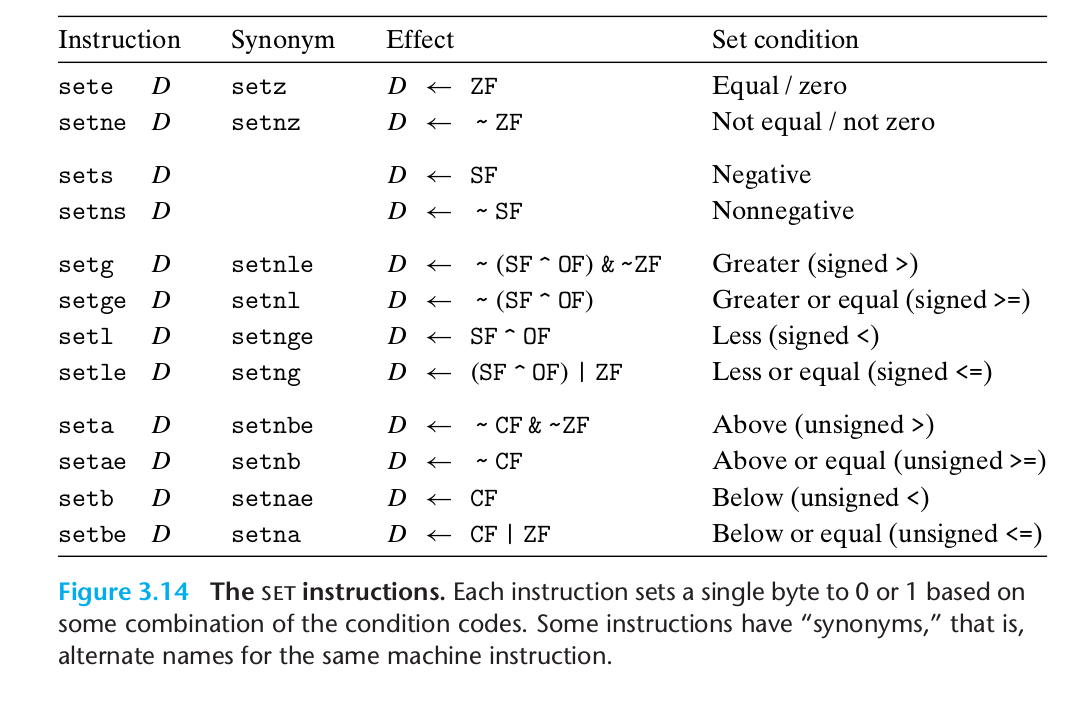 Instruction Synonym Effect Set condition
sete D setz D ← ZF Equal / zero
setne D setnz D ← ~ ZF Not equal / not zero
sets D D ← SF Negative
setns D D ← ~ SF Nonnegative
setg D setnle D ← ~ (SF ^ OF) & ~ZF Greater (signed >)
setge D setnl D ← ~ (SF ^ OF) Greater or equal (signed >=)
setl D setnge D ← SF ^ OF Less (signed <)
setle D setng D ← (SF ^ OF) | ZF Less or equal (signed <=)
seta D setnbe D ← ~ CF & ~ZF Above (unsigned >)
setae D setnb D ← ~ CF Above or equal (unsigned >=)
setb D setnae D ← CF Below (unsigned <)
setbe D setna D ← CF | ZF Below or equal (unsigned <=)
Figure 3.14 The SET instructions. Each instruction sets a single byte to 0 or 1 based on
some combination of the condition codes. Some instructions have “synonyms,” that is,
alternate names for the same machine instruction.